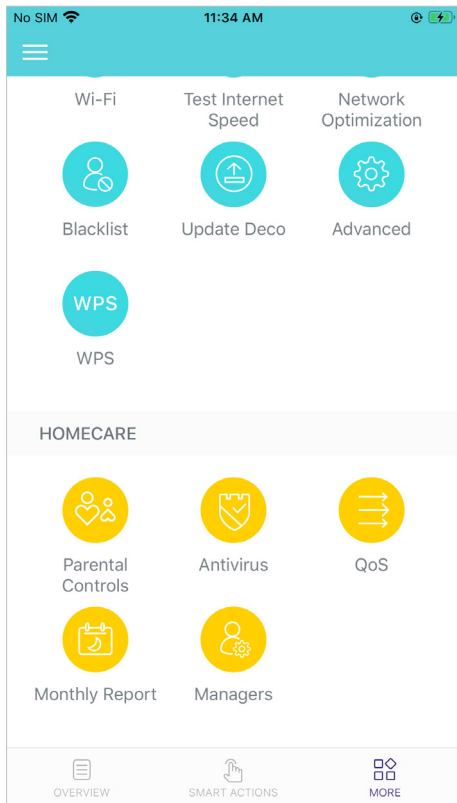 No SIM 11:34 AM
Wi-Fi Test Internet Network
Speed Optimization
Blacklist Update Deco Advanced
WPS
WPS
HOMECARE
Parental Antivirus QoS
Controls
Monthly Report Managers
OVERVIEW SMART ACTIONS MORE